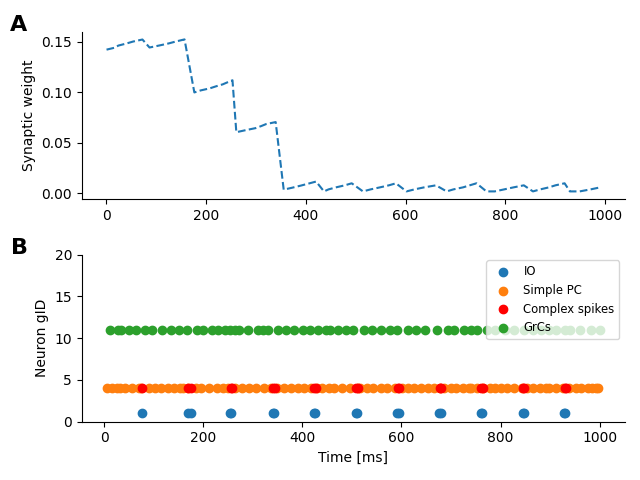 A
Synaptic weight
0.15
0.10
0.05
0.00
0 200 400 600 800 1000
B
Neuron gID
20
15
10
5
0
IO
Simple PC
Complex spikes
GrCs
0 200 400 600 800 1000
Time [ms]